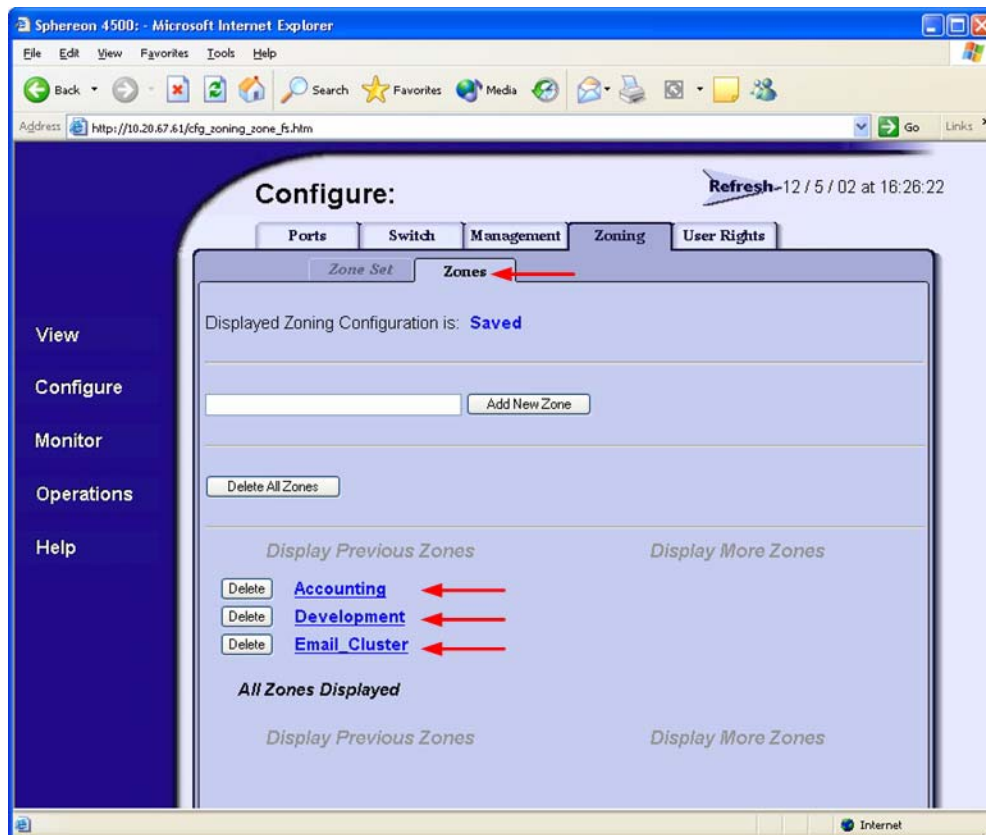 Sphereon 4500: - Microsoft Internet Explorer
File Edit View Favorites Tools Help
Back Search Favorites Media
Address http://10.20.67.61/cfg_zoning_zone_fs.htm Go Links
Configure:
Refresh-12 / 5 / 02 at 16:26:22
Ports Switch Management Zoning User Rights
Zone Set Zones
Displayed Zoning Configuration is: Saved
View
Configure
Add New Zone
Monitor
Operations
Delete All Zones
Help
Display Previous Zones Display More Zones
Delete Accounting
Delete Development
Delete Email_Cluster
All Zones Displayed
Display Previous Zones Display More Zones
Internet